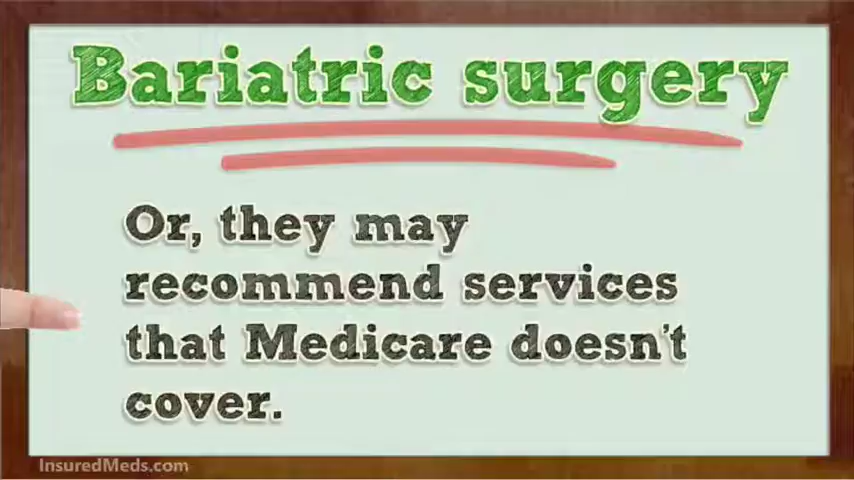 Bariatric surgery
Or, they may
recommend services
that Medicare doesn't
cover.
InsuredMeds.com